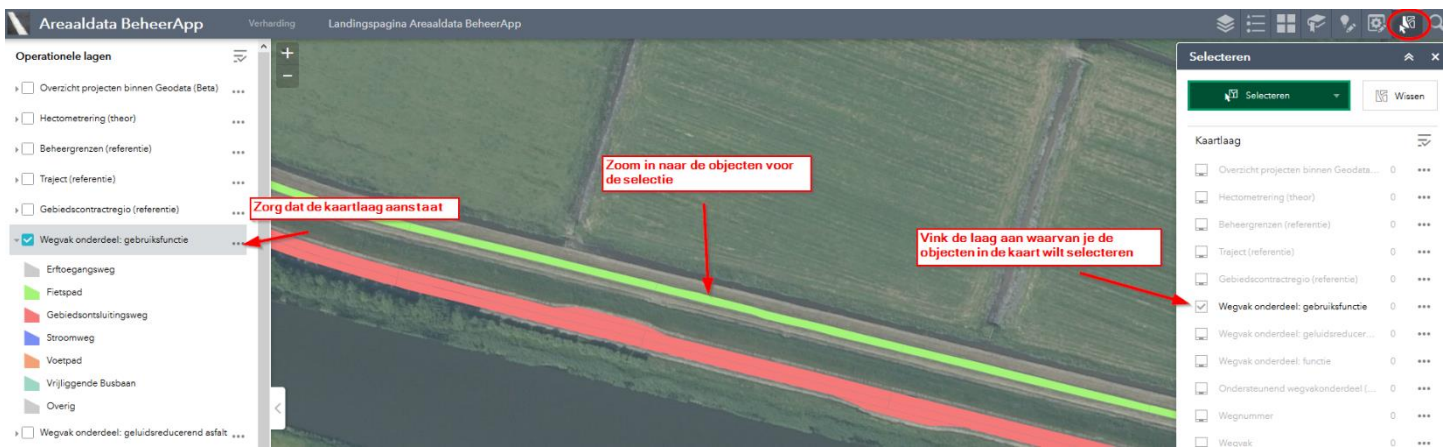 Areaaldata BeheerApp
Verharding
Landingspagina Areaaldata BeheerApp
Operationele lagen
Overzicht projecten binnen Geodata (Beta)
Hectometrering (theor)
Beheergrenzen (referentie)
Traject (referentie)
Gebiedscontractregio (referentie)
Wegvak onderdeel: gebruiksfunctie
Erftoegangsweg
Fietspad
Gebiedsontsluitingsweg
Stroomweg
Voetpad
Vrijliggende Busbaan
Overig
Wegvak onderdeel: geluidsreducerend asfalt
Zorg dat de kaartlaag aanstaat
Zoom in naar de objecten voor
de selectie
Vink de laag aan waarvan je de
objecten in de kaart wilt selecteren
Selecteren
Selecteren
Wissen
Kaartlaag
Overzicht projecten binnen Geodata... 0
Hectometrering (theor) 0
Beheergrenzen (referentie) 0
Traject (referentie) 0
Gebiedscontractregio (referentie) 0
Wegvak onderdeel: gebruiksfunctie 0
Wegvak onderdeel: geluidsreducer... 0
Wegvak onderdeel: functie 0
Ondersteunend wegvakonderdeel (... 0
Wegnummer 0
Wegvak 0